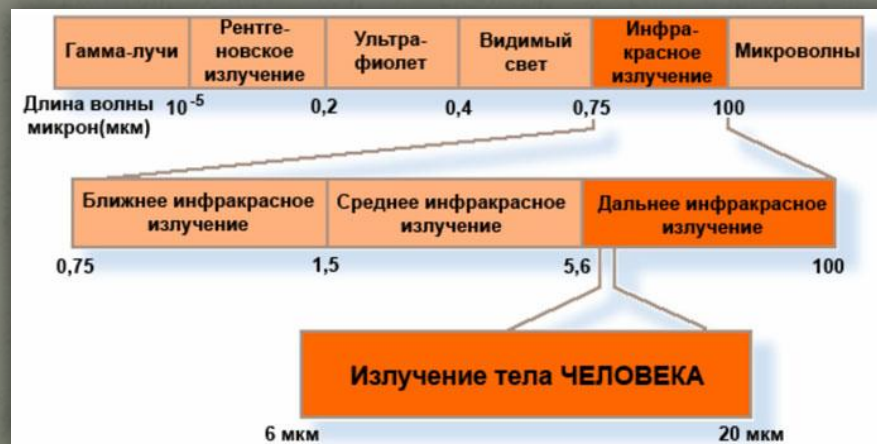 Гамма-лучи
Рентге-
новское
излучение
Ультра-
фиолет
Видимый
свет
Инфра-
красное
излучение
Микроволны
Длина волны
микрон(мкм)
10-5
0,2
0,4
0,75
100
Ближнее инфракрасное
излучение
Среднее инфракрасное
излучение
Дальнее инфракрасное
излучение
0,75
1,5
5,6
100
Излучение тела ЧЕЛОВЕКА
6 мкм
20 мкм